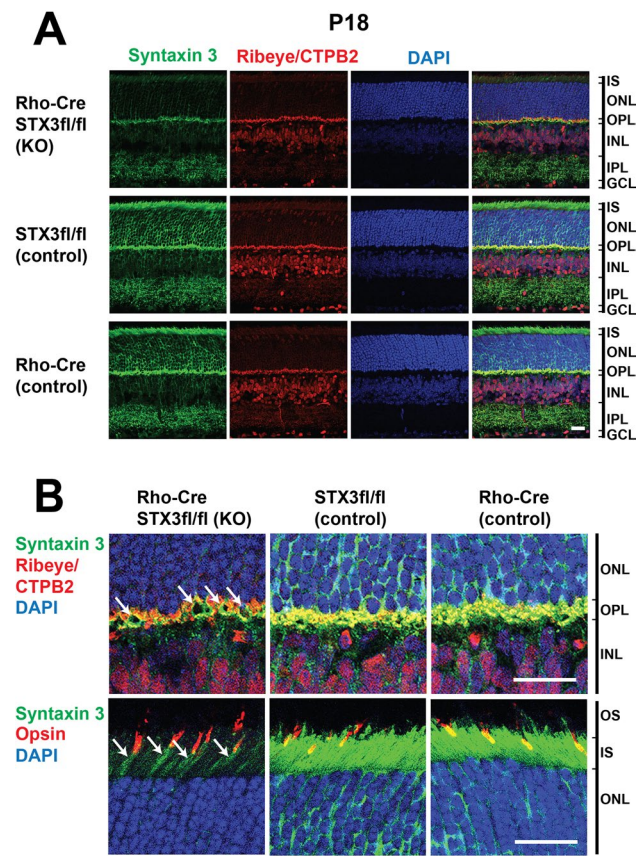 A
P18
Syntaxin 3 Ribeye/CTPB2 DAPI
Rho-Cre
STX3fl/fl
(KO)
IS
ONL
OPL
INL
IPL
GCL
STX3fl/fl
(control)
IS
ONL
OPL
INL
IPL
GCL
Rho-Cre
(control)
IS
ONL
OPL
INL
IPL
GCL
B
Rho-Cre
STX3fl/fl (KO)
STX3fl/fl
(control)
Rho-Cre
(control)
Syntaxin 3
Ribeye/
CTPB2
DAPI
ONL
OPL
INL
Syntaxin 3
Opsin
DAPI
OS
IS
ONL